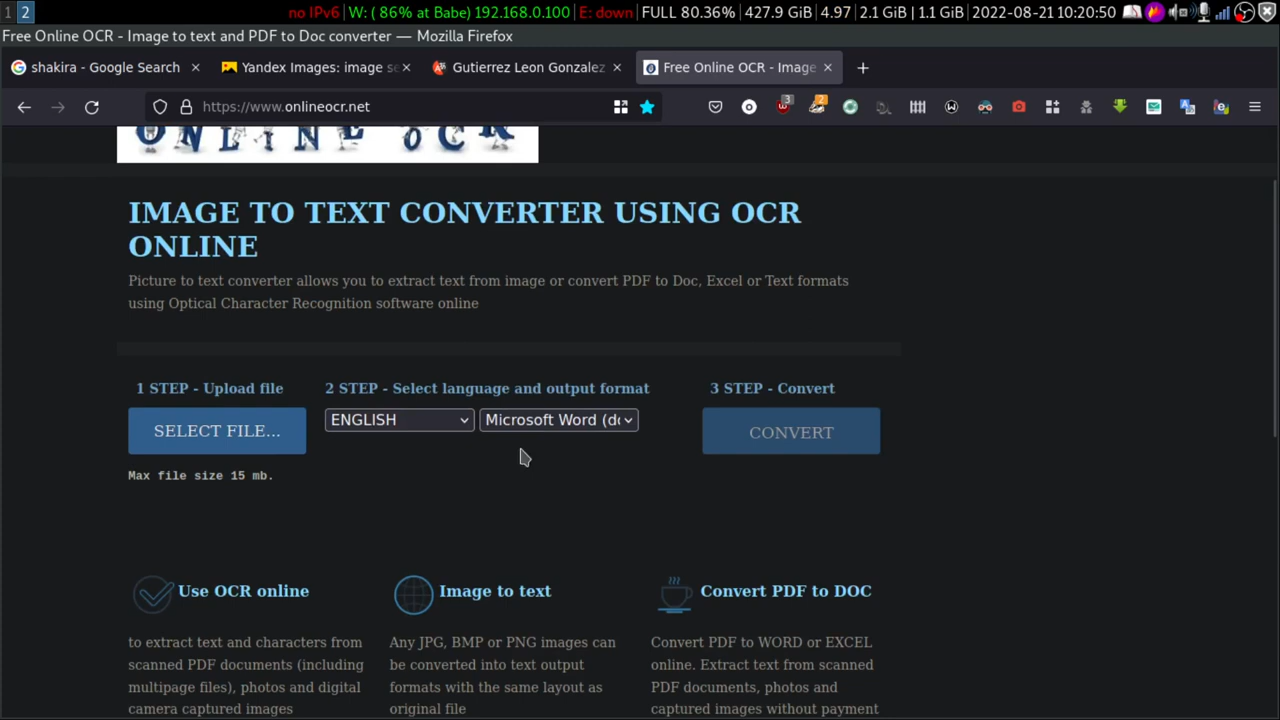 1 2 no IPv6| W: ( 86% at Babe) 192.168.0.100| E: down| FULL 80.36%| 427.9 GiB| 4.97| 2.1 GiB | 1.1 GiB| 2022-08-21 10:20:50
Free Online OCR - Image to text and PDF to Doc converter — Mozilla Firefox
shakira - Google Search
Yandex Images: image se
Gutierrez Leon Gonzalez
Free Online OCR - Image
https://www.onlineocr.net
3
2
ONLINE OCR
IMAGE TO TEXT CONVERTER USING OCR
ONLINE
Picture to text converter allows you to extract text from image or convert PDF to Doc, Excel or Text formats
using Optical Character Recognition software online
1 STEP - Upload file
2 STEP - Select language and output format
3 STEP - Convert
SELECT FILE...
ENGLISH
Microsoft Word (do
CONVERT
Max file size 15 mb.
Use OCR online
to extract text and characters from
scanned PDF documents (including
multipage files), photos and digital
camera captured images
Image to text
Any JPG, BMP or PNG images can
be converted into text output
formats with the same layout as
original file
Convert PDF to DOC
Convert PDF to WORD or EXCEL
online. Extract text from scanned
PDF documents, photos and
captured images without payment